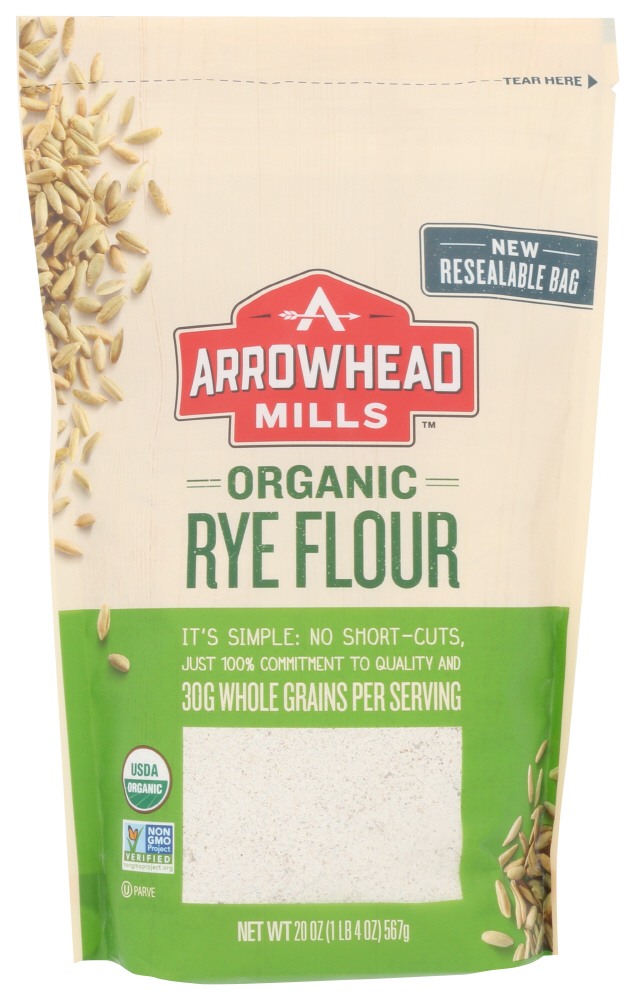 TEAR HERE
NEW
RESEALABLE BAG
ARROWHEAD
MILLS
TM
ORGANIC
RYE FLOUR
IT'S SIMPLE: NO SHORT-CUTS,
JUST 100% COMMITMENT TO QUALITY AND
30G WHOLE GRAINS PER SERVING
USDA
ORGANIC
NON
GMO
Project
VERIFIED
nongmoproject.org
U PARVE
NET WT 20 OZ (1 LB 4 OZ) 567g